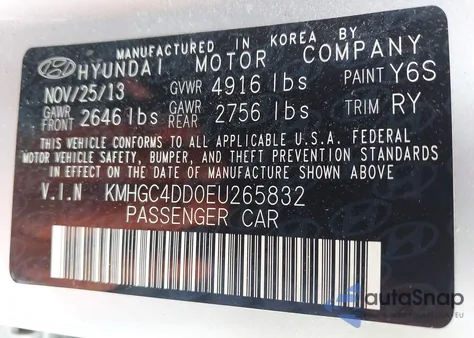 MANUFACTURED IN KOREA BY
HYUNDAI MOTOR COMPANY
NOV/25/13 GVWR 4916 lbs PAINT Y6S
GAWR FRONT 2646 lbs GAWR REAR 2756 lbs TRIM RY
THIS VEHICLE CONFORMS TO ALL APPLICABLE U.S.A. FEDERAL
MOTOR VEHICLE SAFETY, BUMPER, AND THEFT PREVENTION STANDARDS
IN EFFECT ON THE DATE OF MANUFACTURE SHOWN ABOVE.
V.I.N KMHGC4DD0EU265832
PASSENGER CAR
autaSnap